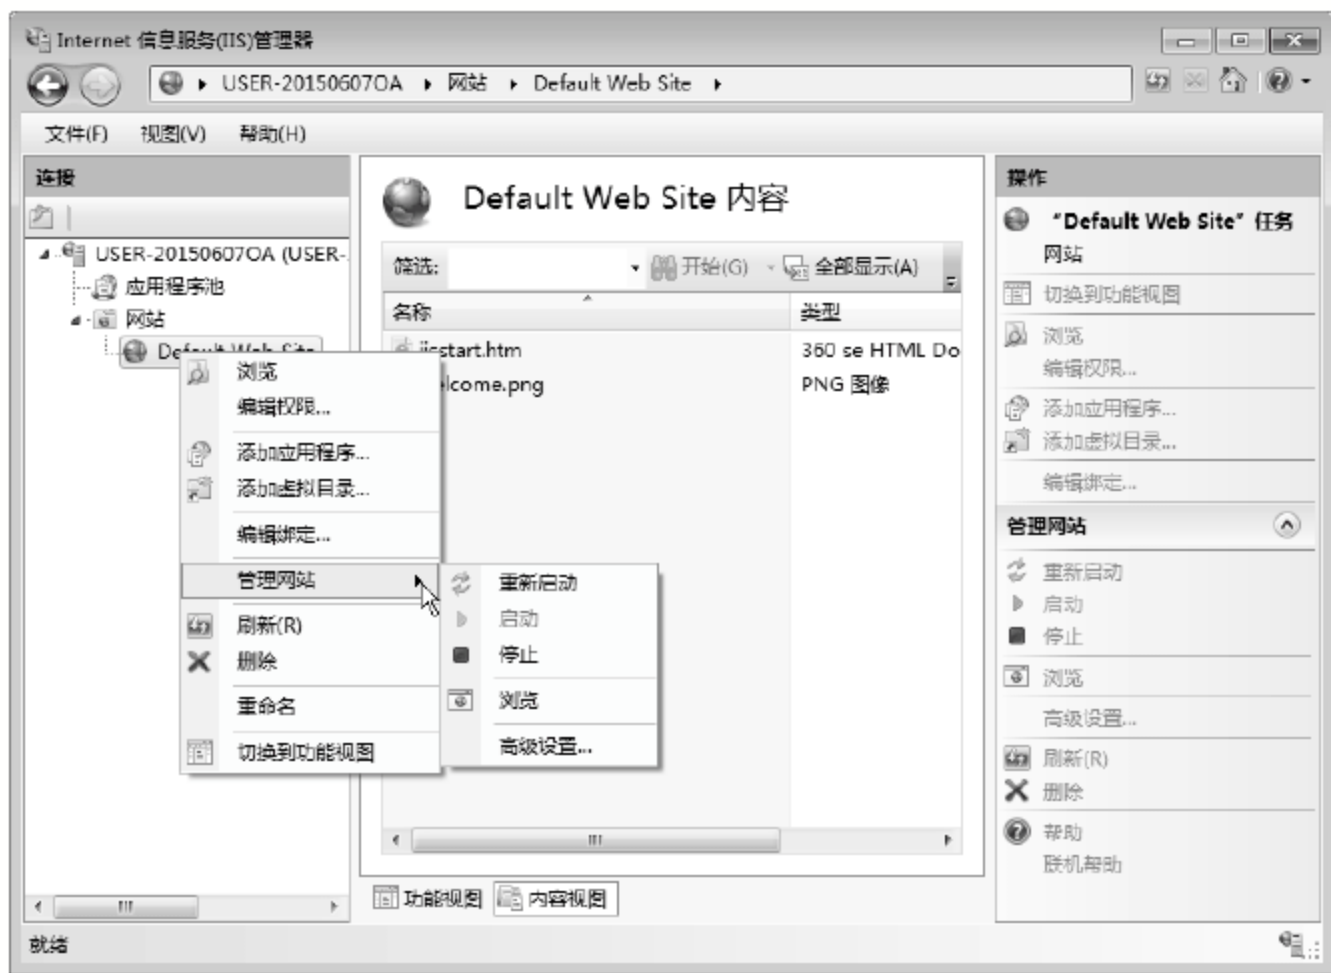 Internet 信息服务(IIS)管理器
USER-20150607OA
网站
Default Web Site
文件(F)
视图(V)
帮助(H)
连接
USER-20150607OA (USER-
应用程序池
网站
Default Web Site
浏览
编辑权限...
添加应用程序...
添加虚拟目录...
编辑绑定...
管理网站
刷新(R)
删除
重命名
切换到功能视图
重新启动
启动
停止
浏览
高级设置...
Default Web Site 内容
筛选:
开始(G)
全部显示(A)
名称
类型
iisstart.htm
360 se HTML Do
lcome.png
PNG 图像
功能视图
内容视图
操作
“Default Web Site” 任务
网站
切换到功能视图
浏览
编辑权限...
添加应用程序...
添加虚拟目录...
编辑绑定...
管理网站
重新启动
启动
停止
浏览
高级设置...
刷新(R)
删除
帮助
联机帮助
就绪